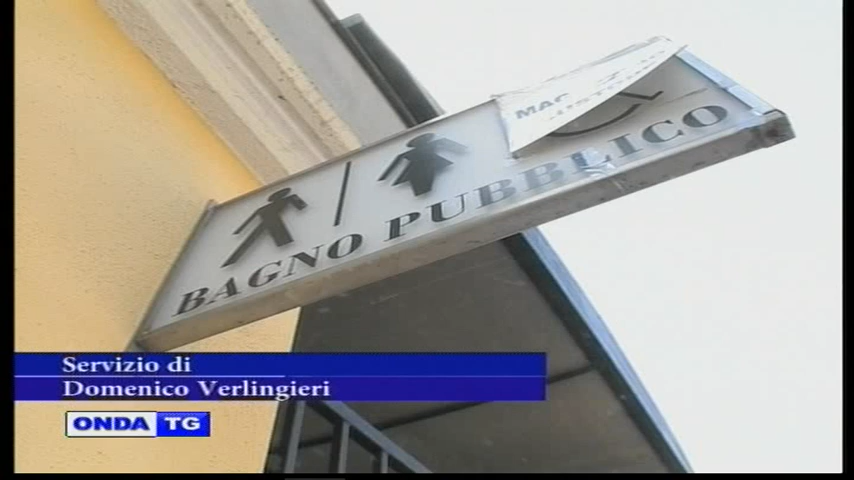 BAGNO PUBBLICO
Servizio di
Domenico Verlingieri
ONDA TG